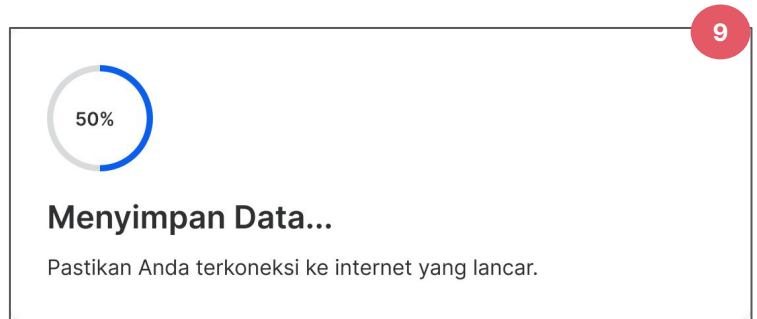 9
50%
Menyimpan Data...
Pastikan Anda terkoneksi ke internet yang lancar.